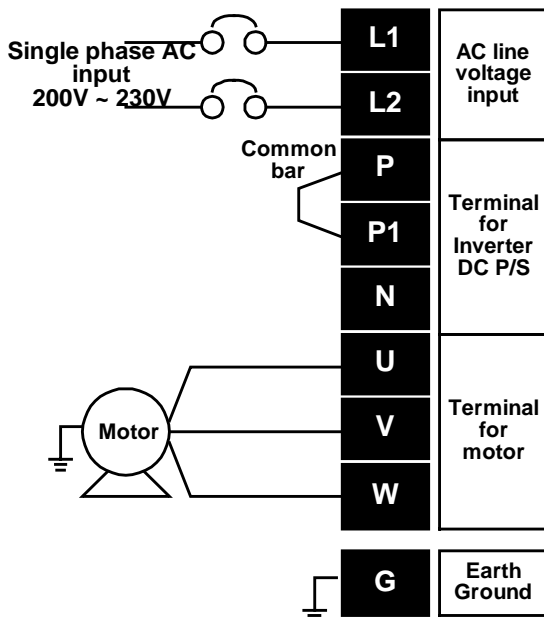 Single phase AC
input
200V ~ 230V
L1
L2
AC line
voltage
input
Common
bar
P
P1
N
Terminal
for
Inverter
DC P/S
Motor
U
V
W
Terminal
for
motor
G
Earth
Ground